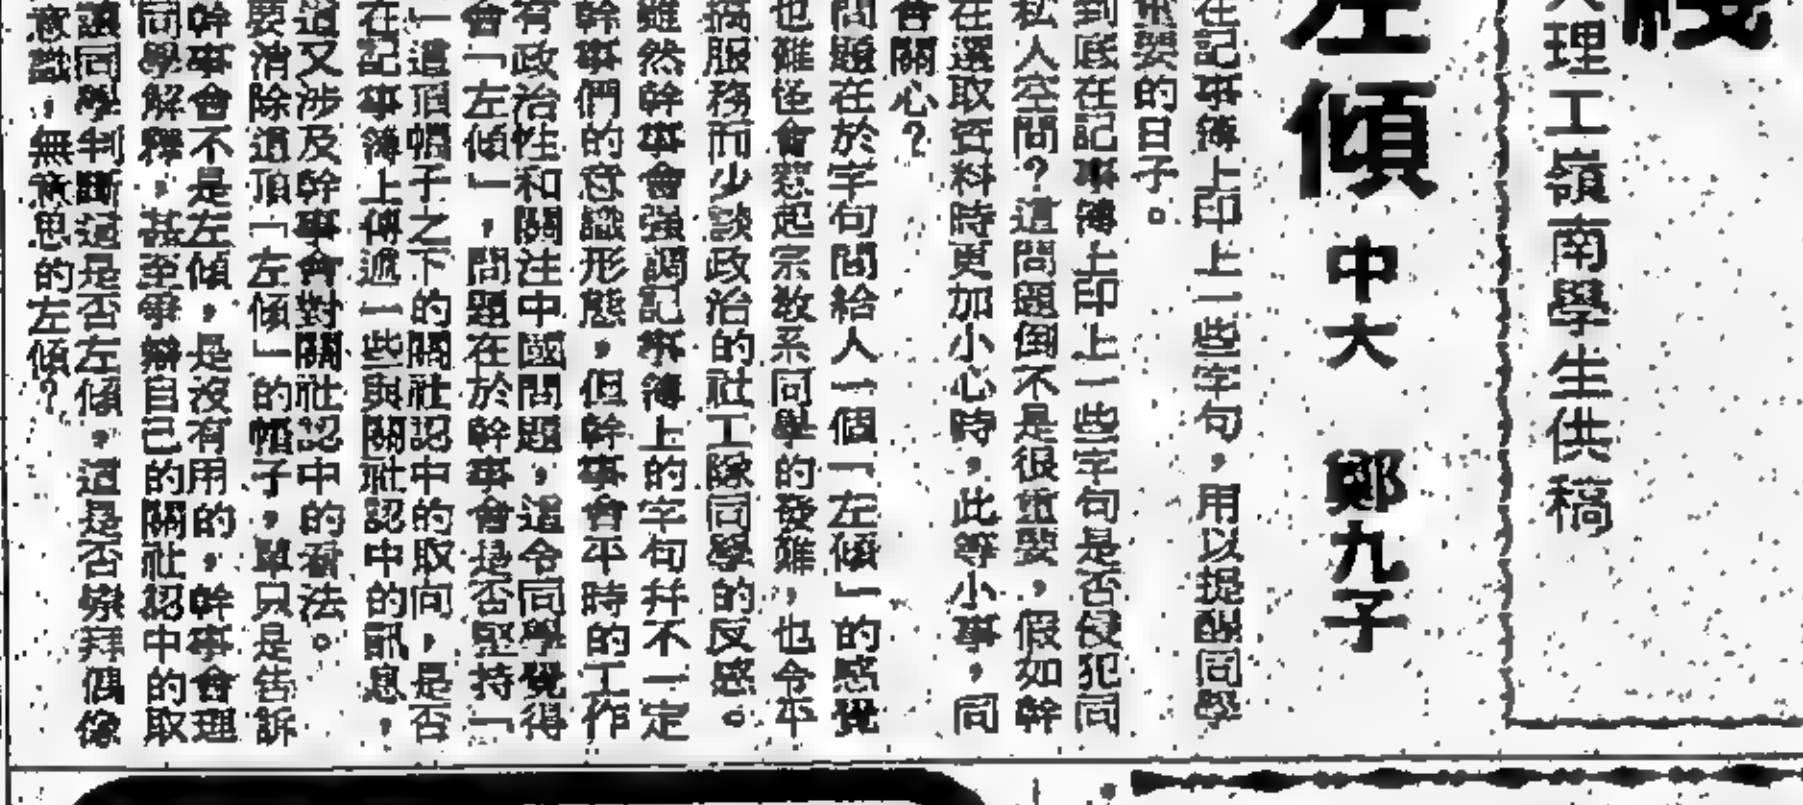 理工嶺南學生供稿
左傾 中大 鄭九子
在記事簿上印上一些字句，用以提醒同學
重要的日子。
到底在記事簿上印上一些字句是否侵犯同
私人空間？這問題倒不是很重要，假如幹
在選取資料時更加小心時，此等小事，同
會關心？
問題在於字句間給人一個「左傾」的感覺
也難怪會惹起宗教系同學的發難，也令平
搞服務而少談政治的社工隊同學的反感。
雖然幹事會强調記事簿上的字句幷不一定
幹事們的意識形態，但幹事會平時的工作
有政治性和關注中國問題，這令同學覺得
會「左傾」，問題在於幹事會是否堅持「
一這頂帽子之下的關社認中的取向，是否
在記事簿上傳遞一些與關社認中的訊息，
這又涉及幹事會對關社認中的看法。
要消除這頂「左傾」的帽子，單只是告訴
幹事會不是左傾，是沒有用的，幹事會理
同學解釋，甚至爭辯自己的關社認中的取
讓同學判斷這是否左傾，這是否崇拜偶像
意識，無意思的左傾？